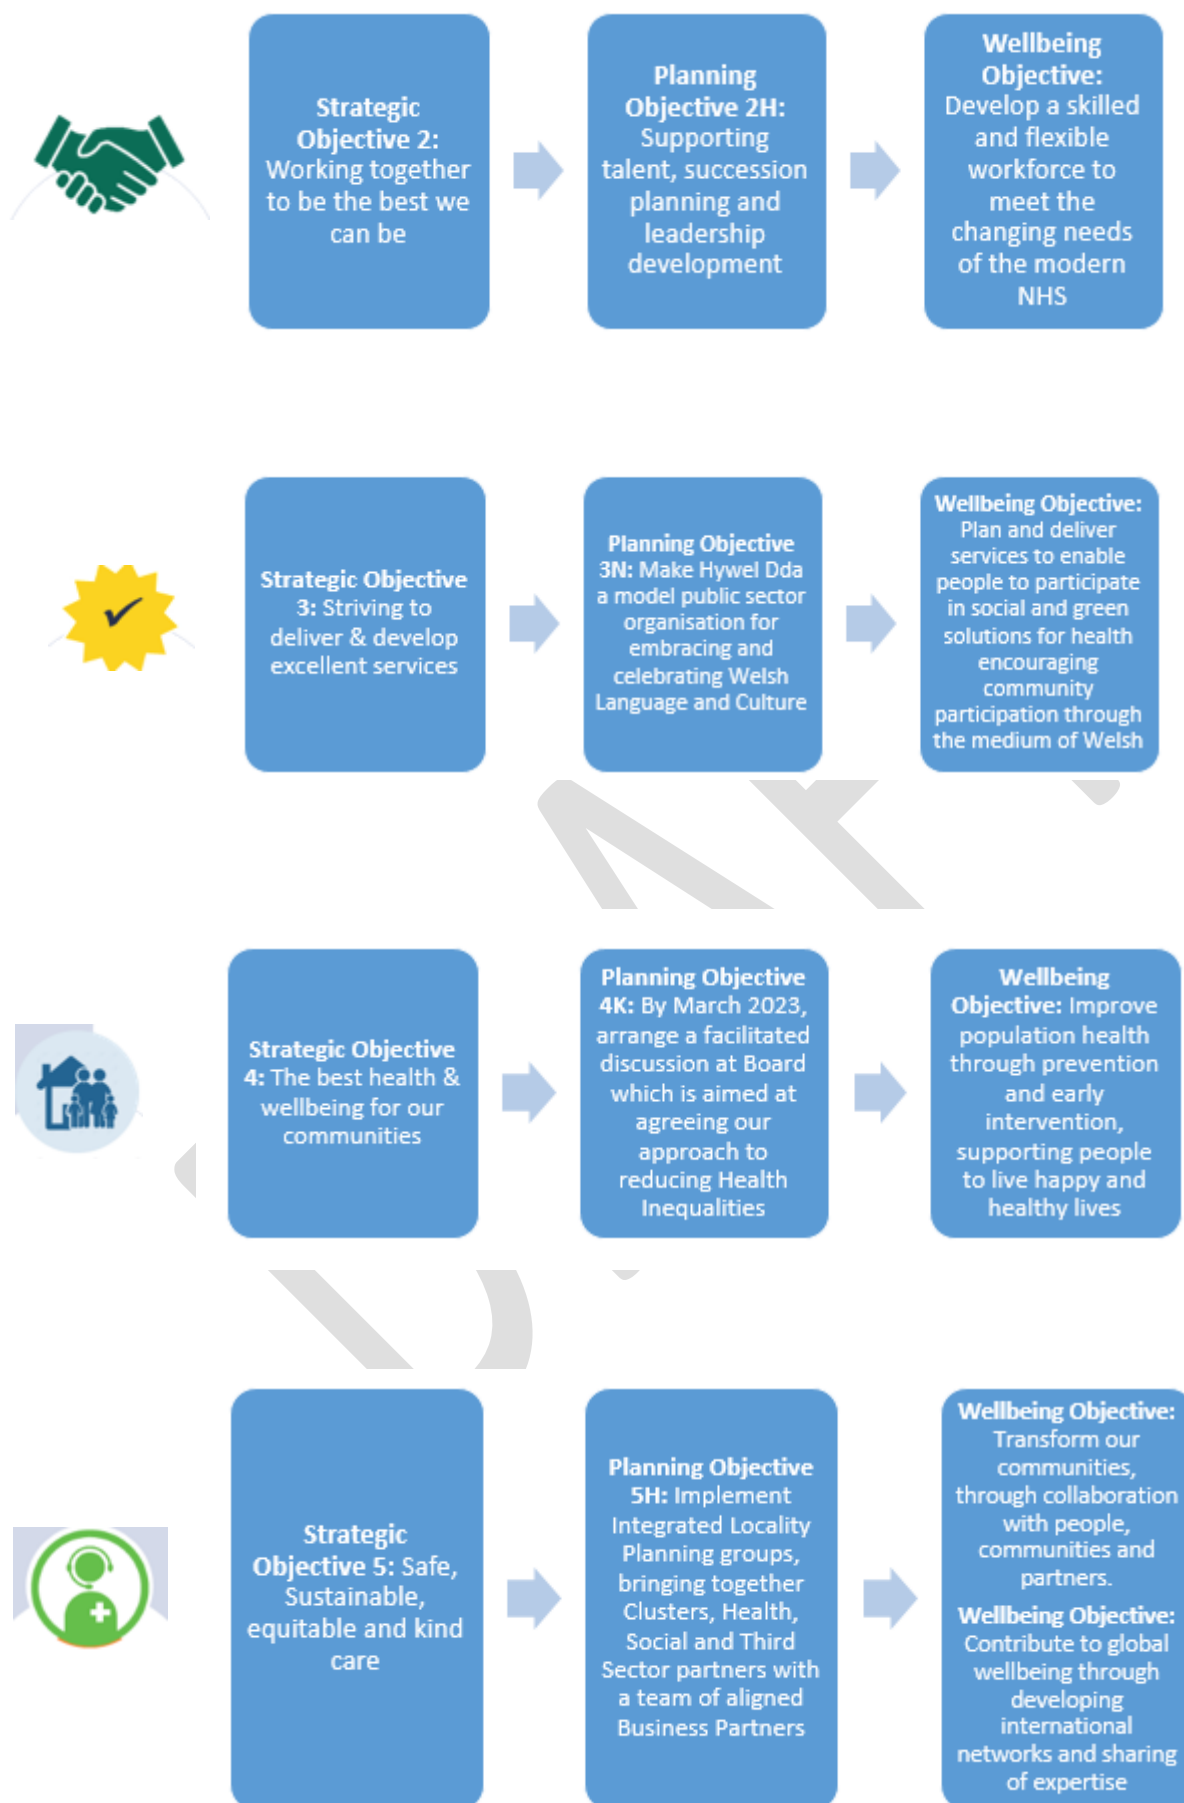 Strategic
Objective 2:
Working together
to be the best we
can be
Planning
Objective 2H:
Supporting
talent, succession
planning and
leadership
development
Wellbeing
Objective:
Develop a skilled
and flexible
workforce to
meet the
changing needs
of the modern
NHS
Strategic Objective
3: Striving to
deliver & develop
excellent services
Planning Objective
3N: Make Hywel Dda
a model public sector
organisation for
embracing and
celebrating Welsh
Language and Culture
Wellbeing Objective:
Plan and deliver
services to enable
people to participate
in social and green
solutions for health
encouraging
community
participation through
the medium of Welsh
Strategic Objective
4: The best health &
wellbeing for our
communities
Planning Objective
4K: By March 2023,
arrange a facilitated
discussion at Board
which is aimed at
agreeing our
approach to
reducing Health
Inequalities
Wellbeing
Objective: Improve
population health
through prevention
and early
intervention,
supporting people
to live happy and
healthy lives
Strategic
Objective 5: Safe,
Sustainable,
equitable and kind
care
Planning Objective
5H: Implement
Integrated Locality
Planning groups,
bringing together
Clusters, Health,
Social and Third
Sector partners with
a team of aligned
Business Partners
Wellbeing Objective:
Transform our
communities,
through collaboration
with people,
communities and
partners.
Wellbeing Objective:
Contribute to global
wellbeing through
developing
international
networks and sharing
of expertise